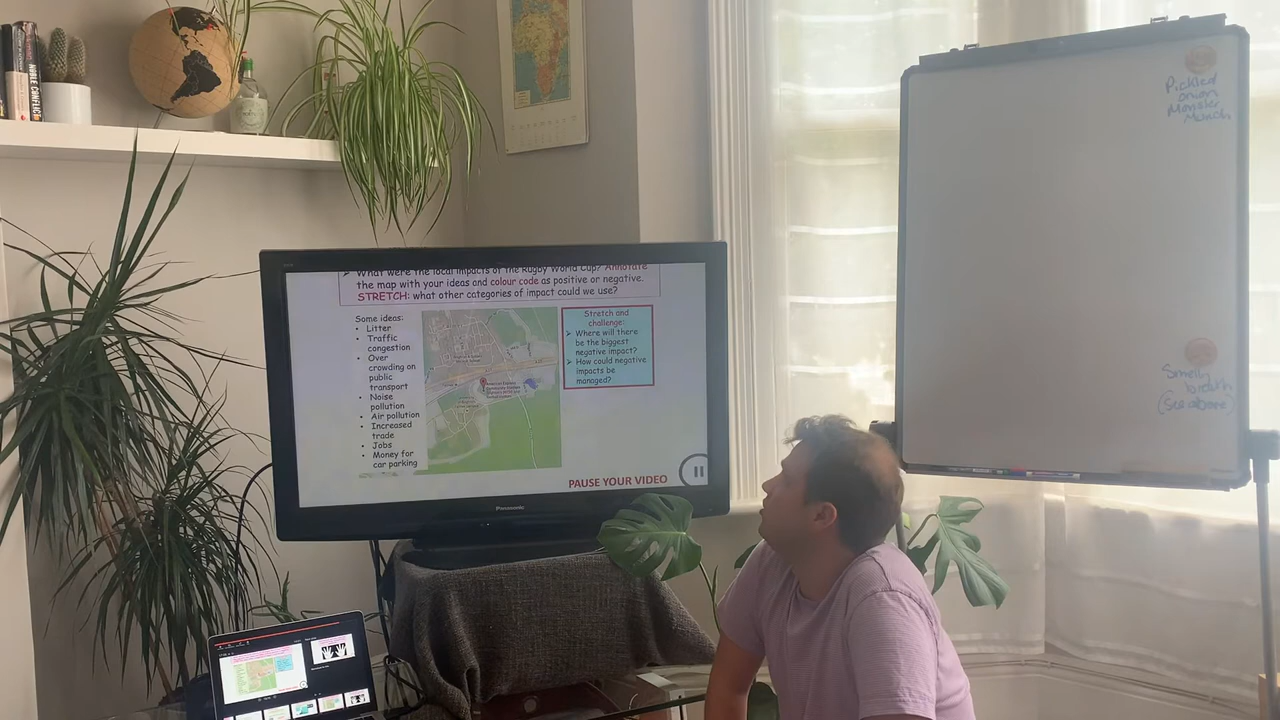 NOBLE CONFLICT
What were the local impacts of the Rugby World Cup? Annotate
the map with your ideas and colour code as positive or negative.
STRETCH: what other categories of impact could we use?
Some ideas:
Litter
Traffic
congestion
Over
crowding on
public
transport
Noise
pollution
Air pollution
Increased
trade
Jobs
Money for
car parking
Stretch and
challenge:
Where will there
be the biggest
negative impact?
How could negative
impacts be
managed?
PAUSE YOUR VIDEO
Panasonic
Pickled
onion
Monster
Munch
Smelly
breath
(see above)